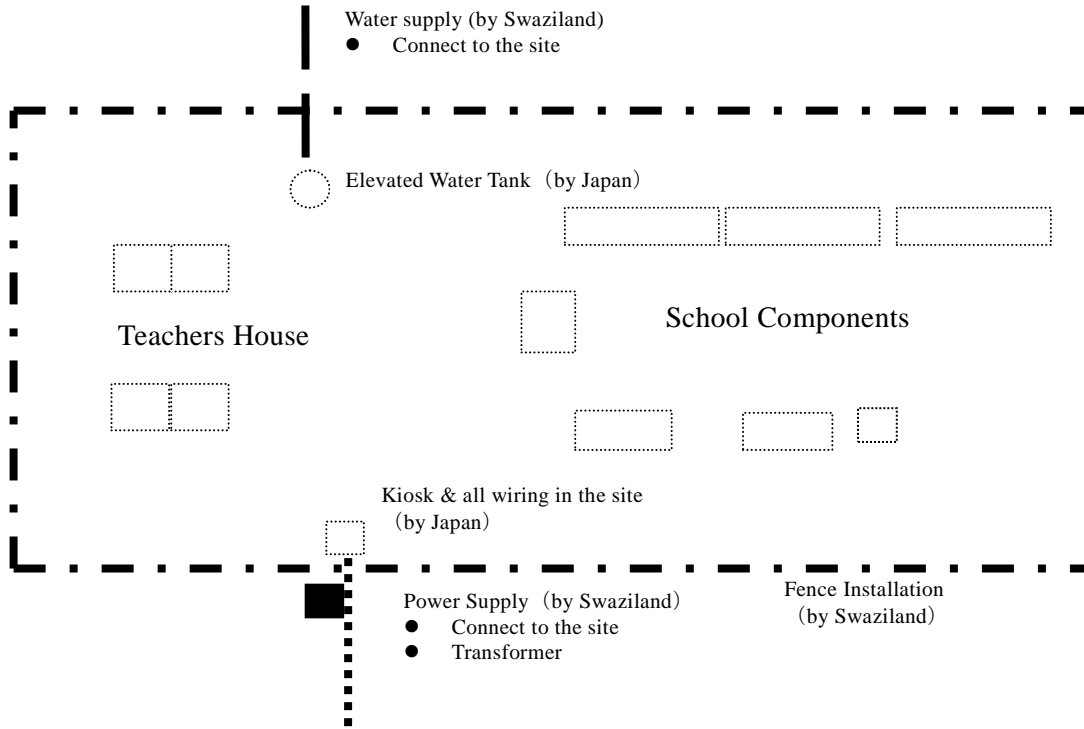 Water supply (by Swaziland)
● Connect to the site
Elevated Water Tank（by Japan）
School Components
Teachers House
Kiosk & all wiring in the site
（by Japan）
Power Supply（by Swaziland）
● Connect to the site
● Transformer
Fence Installation
（by Swaziland）